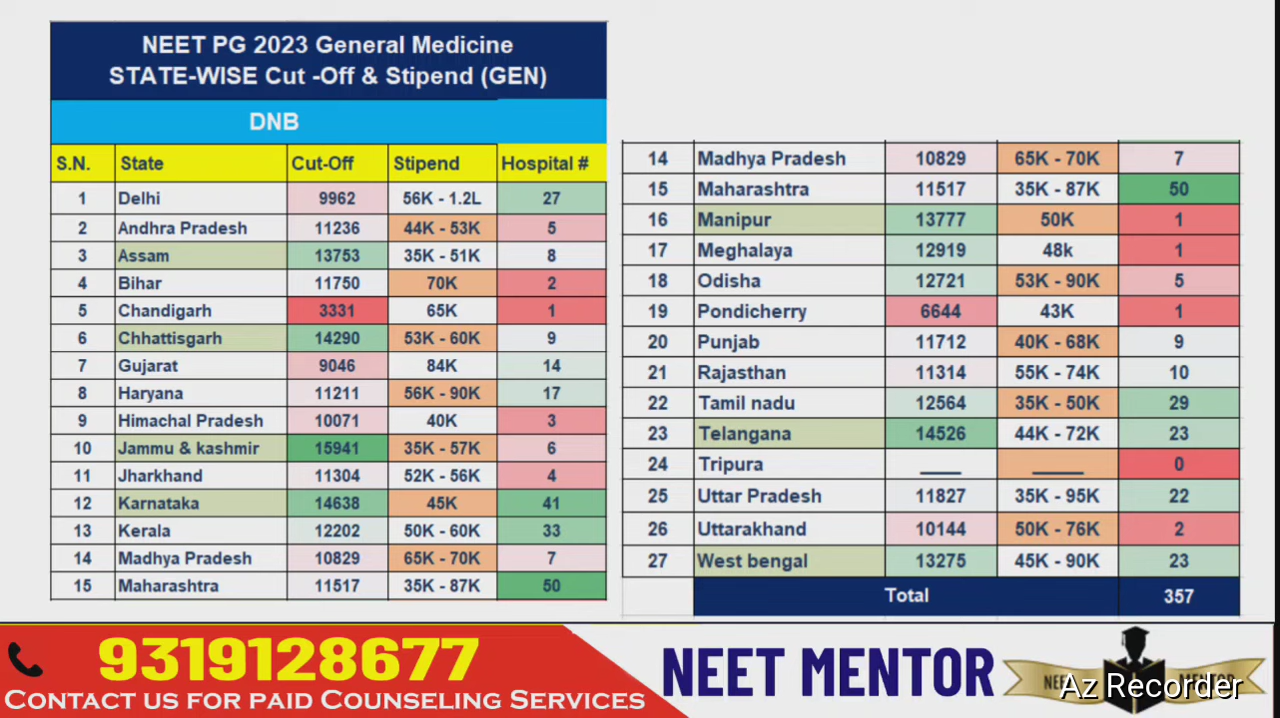 NEET PG 2023 General Medicine
STATE-WISE Cut -Off & Stipend (GEN)
DNB
S.N. State Cut-Off Stipend Hospital #
1 Delhi 9962 56K - 1.2L 27
2 Andhra Pradesh 11236 44K - 53K 5
3 Assam 13753 35K - 51K 8
4 Bihar 11750 70K 2
5 Chandigarh 3331 65K 1
6 Chhattisgarh 14290 53K - 60K 9
7 Gujarat 9046 84K 14
8 Haryana 11211 56K - 90K 17
9 Himachal Pradesh 10071 40K 3
10 Jammu & kashmir 15941 35K - 57K 6
11 Jharkhand 11304 52K - 56K 4
12 Karnataka 14638 45K 41
13 Kerala 12202 50K - 60K 33
14 Madhya Pradesh 10829 65K - 70K 7
15 Maharashtra 11517 35K - 87K 50
14 Madhya Pradesh 10829 65K - 70K 7
15 Maharashtra 11517 35K - 87K 50
16 Manipur 13777 50K 1
17 Meghalaya 12919 48k 1
18 Odisha 12721 53K - 90K 5
19 Pondicherry 6644 43K 1
20 Punjab 11712 40K - 68K 9
21 Rajasthan 11314 55K - 74K 10
22 Tamil nadu 12564 35K - 50K 29
23 Telangana 14526 44K - 72K 23
24 Tripura ____ _____ 0
25 Uttar Pradesh 11827 35K - 95K 22
26 Uttarakhand 10144 50K - 76K 2
27 West bengal 13275 45K - 90K 23
Total 357
9319128677
CONTACT US FOR PAID COUNSELING SERVICES
NEET MENTOR
Az Recorder